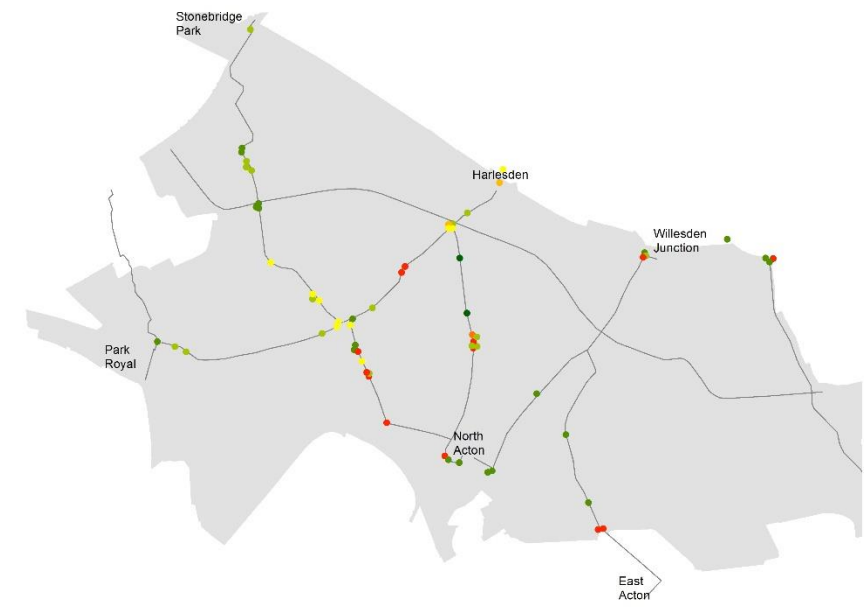 Stonebridge
Park
Harlesden
Willesden
Junction
Park
Royal
North
Acton
East
Acton